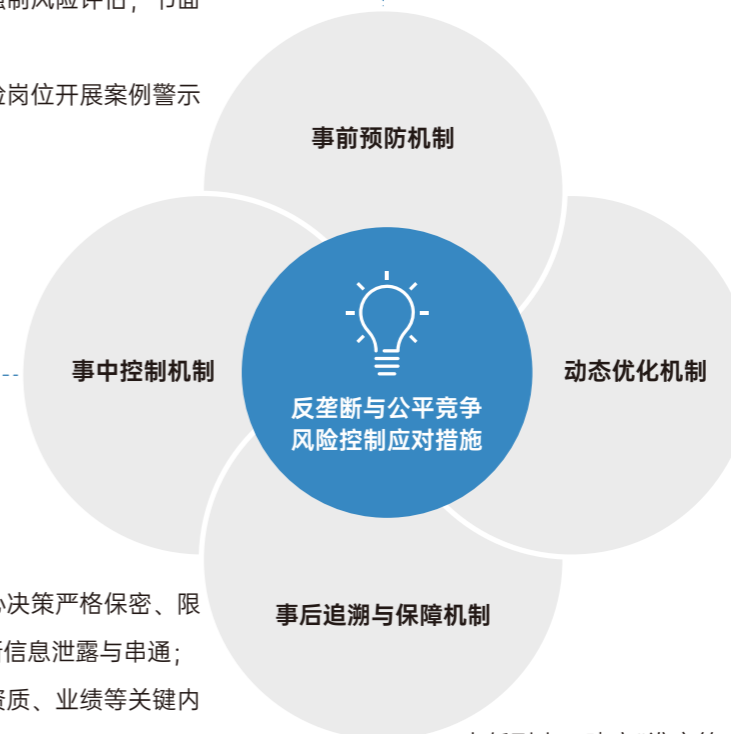 强制风险评估，书面
险岗位开展案例警示
事前预防机制
事中控制机制
动态优化机制
反垄断与公平竞争
风险控制应对措施
心决策严格保密、限
信息泄露与串通；
事后追溯与保障机制
资质、业绩等关键内